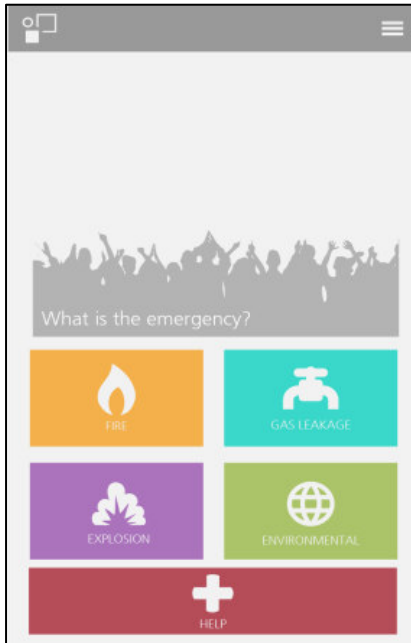 What is the emergency?
FIRE
GAS LEAKAGE
EXPLOSION
ENVIRONMENTAL
HELP